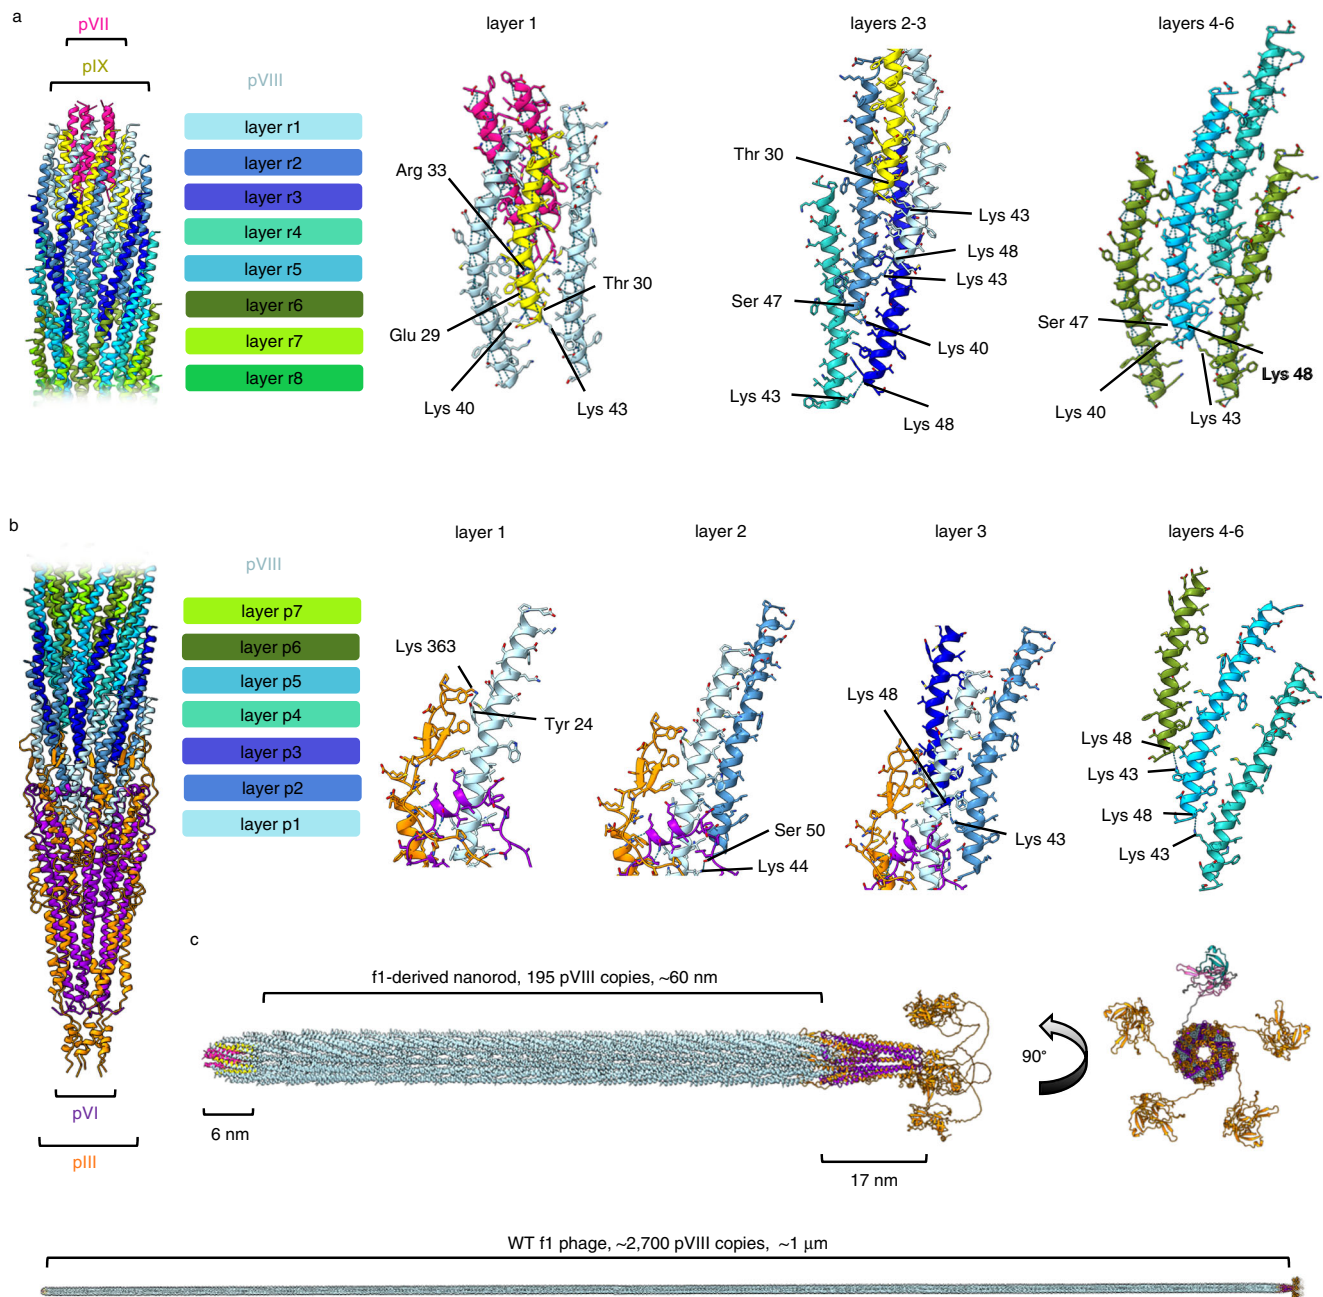 a
pVII
pIX
pVIII
layer r1
layer r2
layer r3
layer r4
layer r5
layer r6
layer r7
layer r8
layer 1
Arg 33
Thr 30
Glu 29
Lys 40
Lys 43
layers 2-3
Thr 30
Lys 43
Lys 48
Lys 43
Ser 47
Lys 40
Lys 43
Lys 48
layers 4-6
Ser 47
Lys 48
Lys 40
Lys 43
b
pVIII
layer p7
layer p6
layer p5
layer p4
layer p3
layer p2
layer p1
pVI
pIII
layer 1
Lys 363
Tyr 24
layer 2
Ser 50
Lys 44
layer 3
Lys 48
Lys 43
layers 4-6
Lys 48
Lys 43
Lys 48
Lys 43
c
f1-derived nanorod, 195 pVIII copies, ~60 nm
90°
6 nm
17 nm
WT f1 phage, ~2,700 pVIII copies, ~1 μm